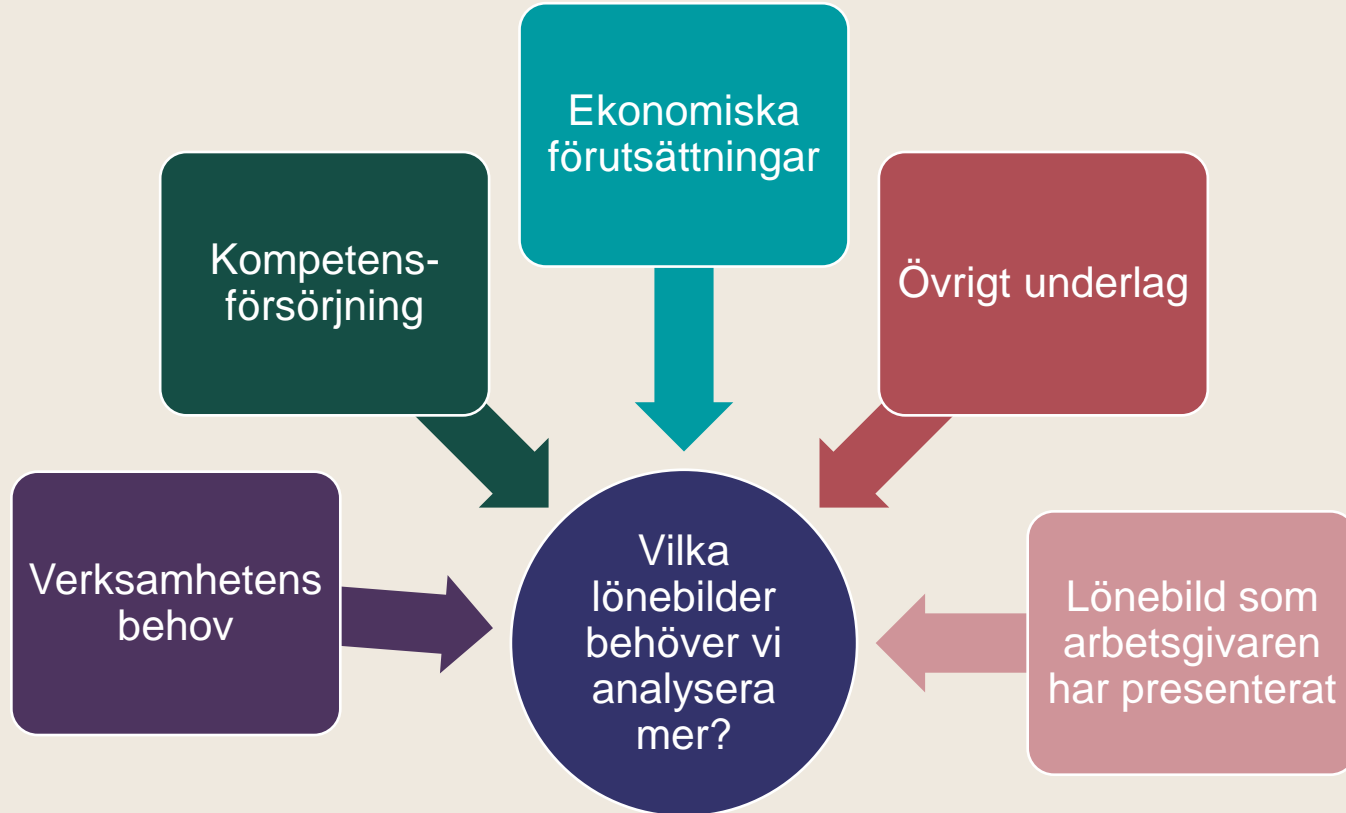 Ekonomiska
förutsättningar
Kompetens-
försörjning
Övrigt underlag
Verksamhetens
behov
Vilka
lönebilder
behöver vi
analysera
mer?
Lönebild som
arbetsgivaren
har presenterat